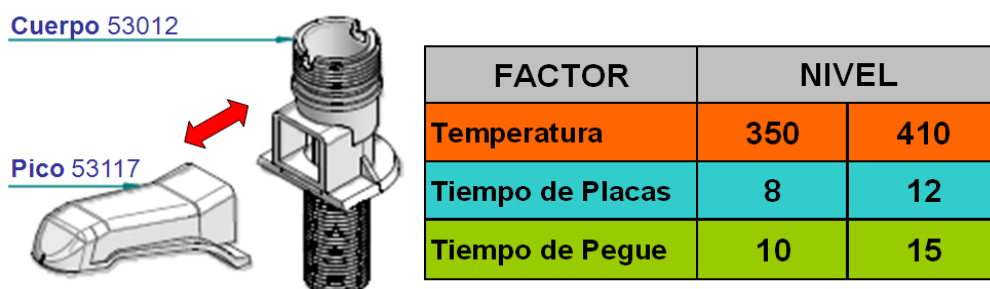 Cuerpo 53012
Pico 53117
FACTOR NIVEL
Temperatura 350 410
Tiempo de Placas 8 12
Tiempo de Pegue 10 15